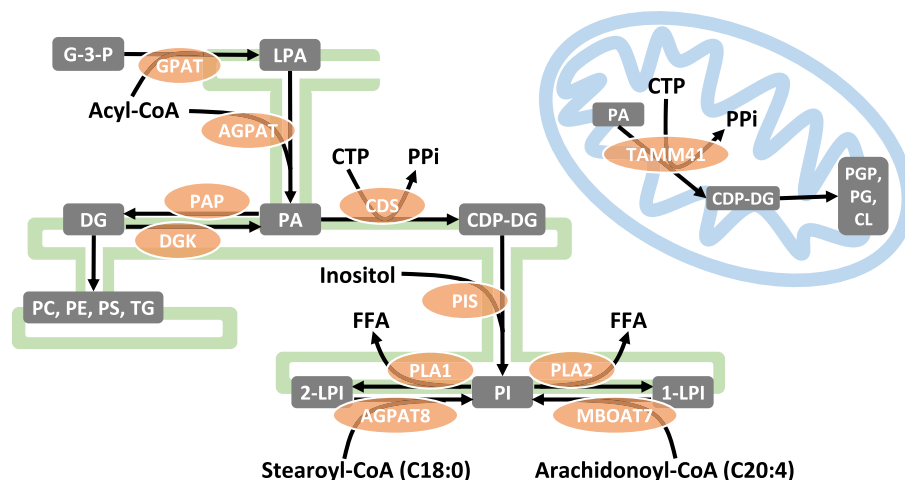 G-3-P
GPAT
LPA
Acyl-CoA
AGPAT
CTP
PPi
PAP
DG
DGK
PA
CDS
CDP-DG
PC, PE, PS, TG
Inositol
PIS
FFA
FFA
PLA1
PLA2
2-LPI
PI
1-LPI
AGPAT8
MBOAT7
Stearoyl-CoA (C18:0)
Arachidonoyl-CoA (C20:4)
CTP
PA
PPi
TAMM41
CDP-DG
PGP,
PG,
CL